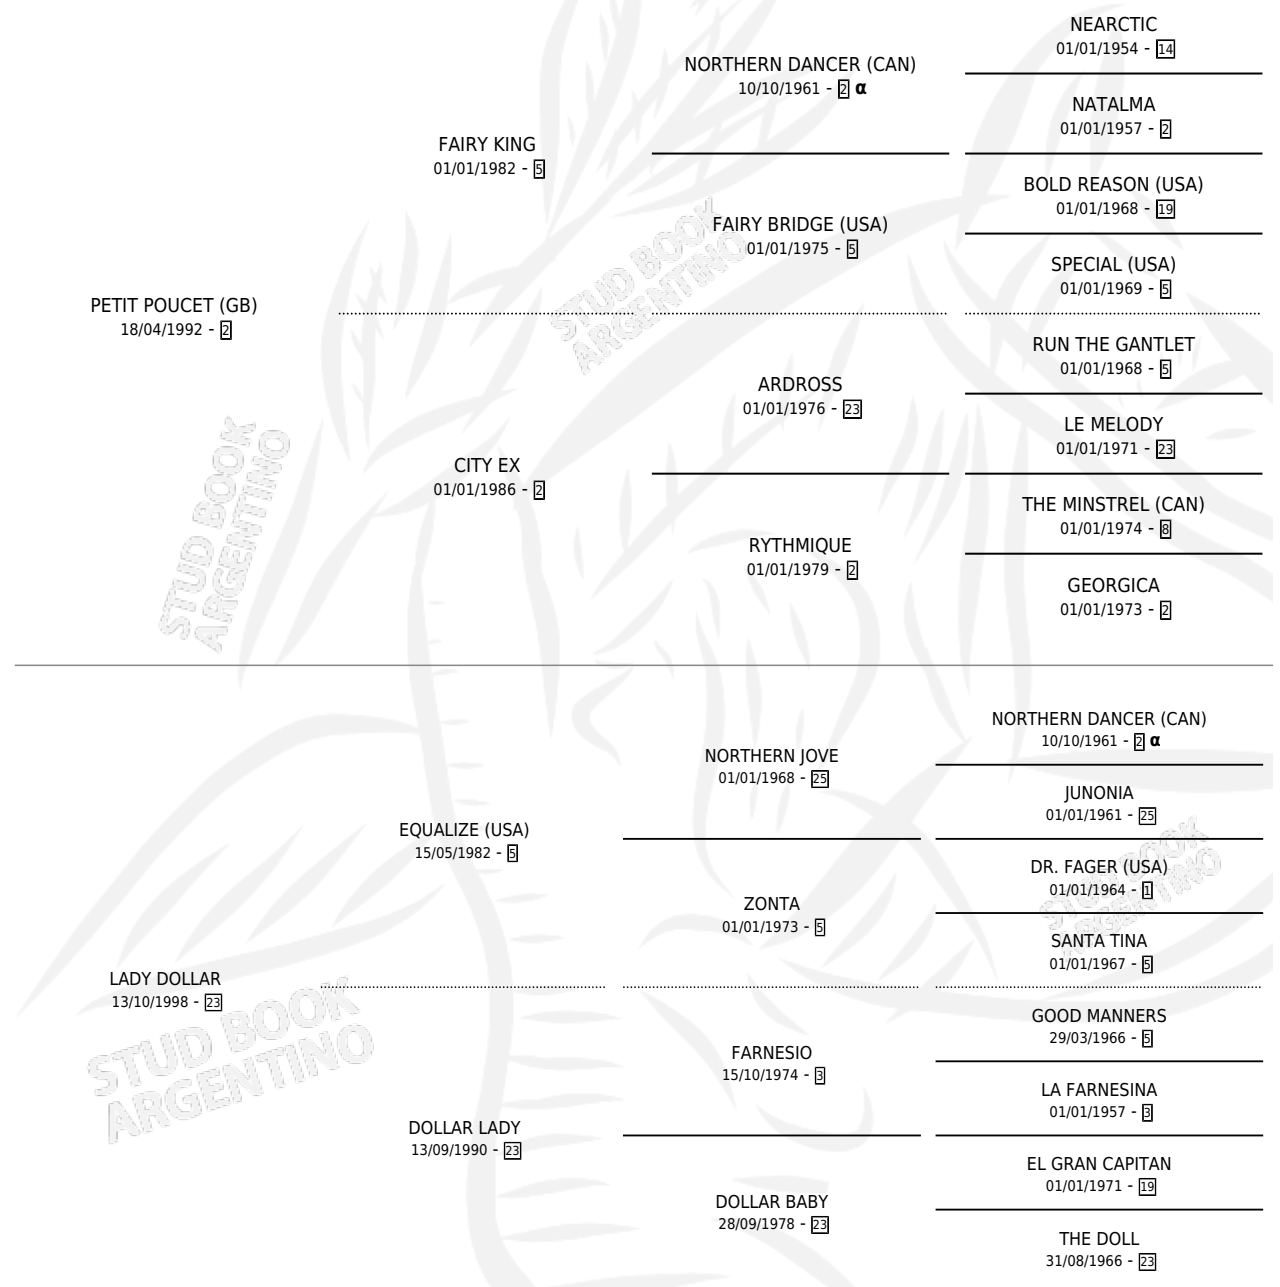 NEARCTIC
01/01/1954 - 14
NORTHERN DANCER (CAN)
10/10/1961 - 2 α
NATALMA
01/01/1957 - 2
FAIRY KING
01/01/1982 - 5
BOLD REASON (USA)
01/01/1968 - 19
FAIRY BRIDGE (USA)
01/01/1975 - 5
SPECIAL (USA)
01/01/1969 - 5
STUD BOOK
ARGENTINO
PETIT POUCET (GB)
18/04/1992 - 2
RUN THE GANTLET
01/01/1968 - 5
ARDROSS
01/01/1976 - 23
LE MELODY
01/01/1971 - 23
CITY EX
01/01/1986 - 2
THE MINSTREL (CAN)
01/01/1974 - 8
RYTHMIQUE
01/01/1979 - 2
GEORGICA
01/01/1973 - 2
STUD BOOK
ARGENTINO
NORTHERN DANCER (CAN)
10/10/1961 - 2 α
NORTHERN JOVE
01/01/1968 - 25
JUNONIA
01/01/1961 - 25
EQUALIZE (USA)
15/05/1982 - 5
DR. FAGER (USA)
01/01/1964 - 1
ZONTA
01/01/1973 - 5
SANTA TINA
01/01/1967 - 5
STUD BOOK
ARGENTINO
LADY DOLLAR
13/10/1998 - 23
GOOD MANNERS
29/03/1966 - 5
FARNESIO
15/10/1974 - 3
LA FARNESINA
01/01/1957 - 3
STUD BOOK
ARGENTINO
DOLLAR LADY
13/09/1990 - 23
EL GRAN CAPITAN
01/01/1971 - 19
DOLLAR BABY
28/09/1978 - 23
THE DOLL
31/08/1966 - 23